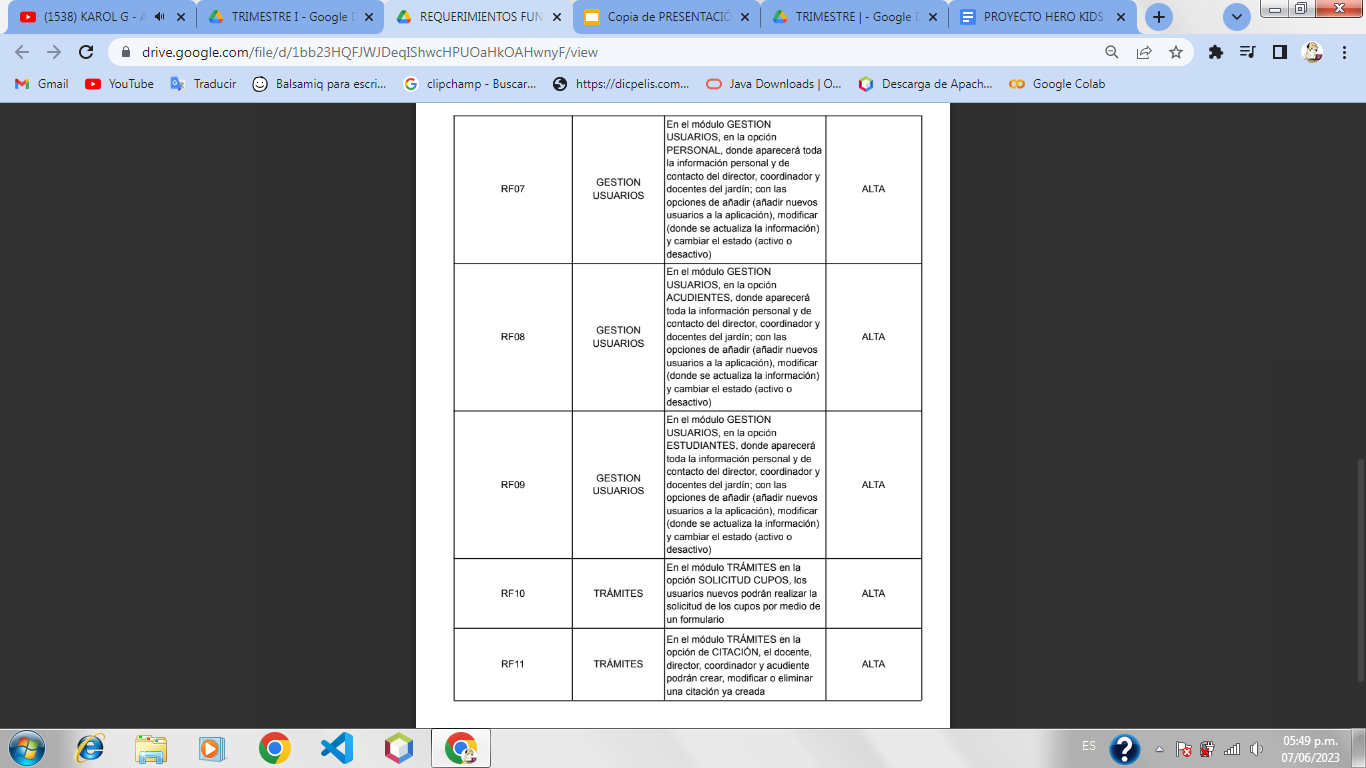 (1538) KAROL G - A
TRIMESTRE I - Google D
REQUERIMIENTOS FUN
Copia de PRESENTACIÓ
TRIMESTRE | - Google D
PROYECTO HERO KIDS
drive.google.com/file/d/1bb23HQFJWJDeqIShwcHPUOaHkOAHwnyF/view
Gmail
YouTube
Traducir
Balsamiq para escri...
clipchamp - Buscar...
https://dicpelis.com...
Java Downloads | O...
Descarga de Apach...
Google Colab
RF07
GESTION
USUARIOS
En el módulo GESTION
USUARIOS, en la opción
PERSONAL, donde aparecerá toda
la información personal y de
contacto del director, coordinador y
docentes del jardín; con las
opciones de añadir (añadir nuevos
usuarios a la aplicación), modificar
(donde se actualiza la información)
y cambiar el estado (activo o
desactivo)
ALTA
RF08
GESTION
USUARIOS
En el módulo GESTION
USUARIOS, en la opción
ACUDIENTES, donde aparecerá
toda la información personal y de
contacto del director, coordinador y
docentes del jardín; con las
opciones de añadir (añadir nuevos
usuarios a la aplicación), modificar
(donde se actualiza la información)
y cambiar el estado (activo o
desactivo)
ALTA
RF09
GESTION
USUARIOS
En el módulo GESTION
USUARIOS, en la opción
ESTUDIANTES, donde aparecerá
toda la información personal y de
contacto del director, coordinador y
docentes del jardín; con las
opciones de añadir (añadir nuevos
usuarios a la aplicación), modificar
(donde se actualiza la información)
y cambiar el estado (activo o
desactivo)
ALTA
RF10
TRÁMITES
En el módulo TRÁMITES en la
opción SOLICITUD CUPOS, los
usuarios nuevos podrán realizar la
solicitud de los cupos por medio de
un formulario
ALTA
RF11
TRÁMITES
En el módulo TRÁMITES en la
opción de CITACIÓN, el docente,
director, coordinador y acudiente
podrán crear, modificar o eliminar
una citación ya creada
ALTA
ES
05:49 p.m.
07/06/2023